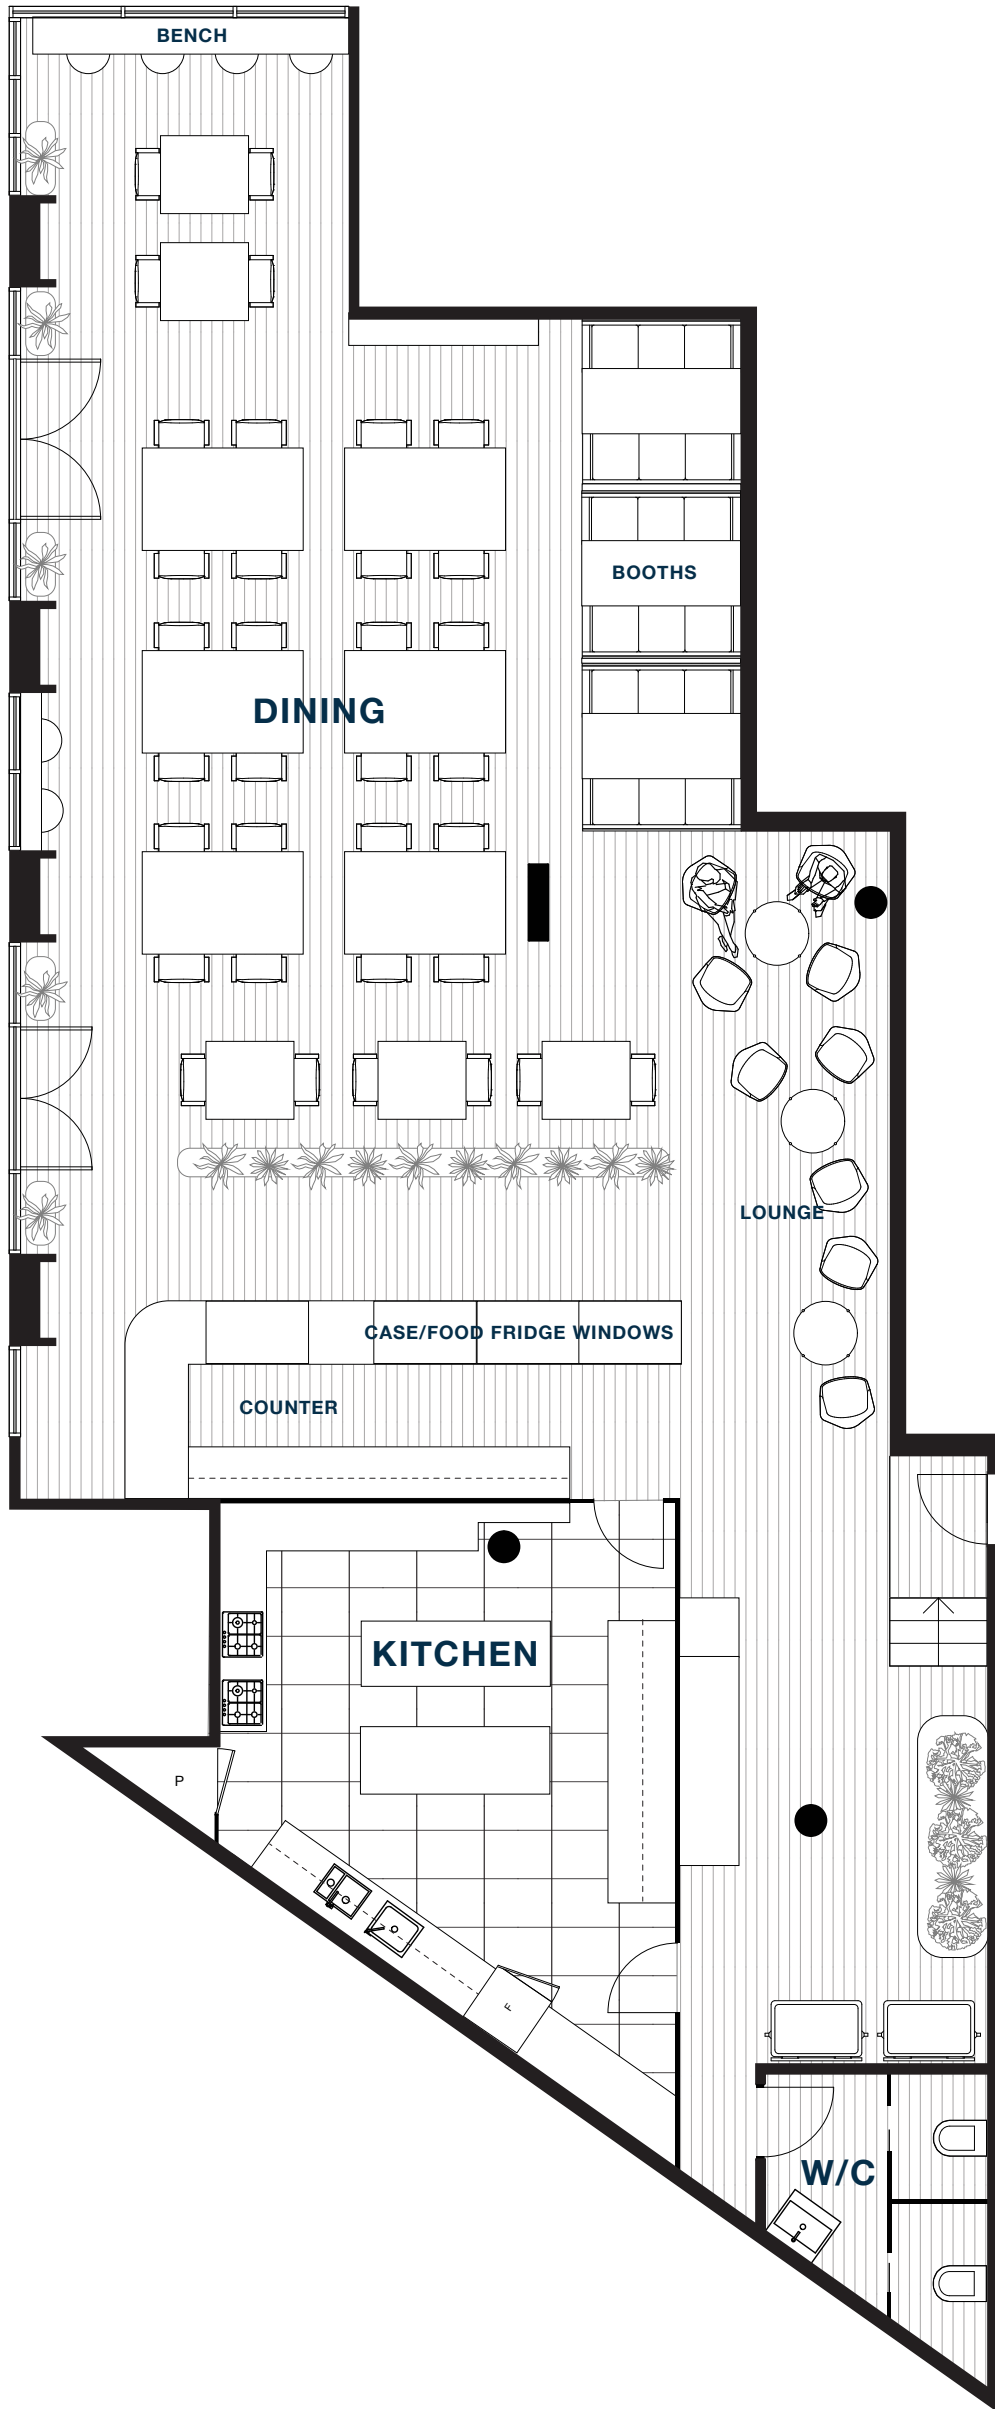 BENCH
BOOTHS
DINING
LOUNGE
CASE/FOOD FRIDGE WINDOWS
COUNTER
KITCHEN
P
F
W/C